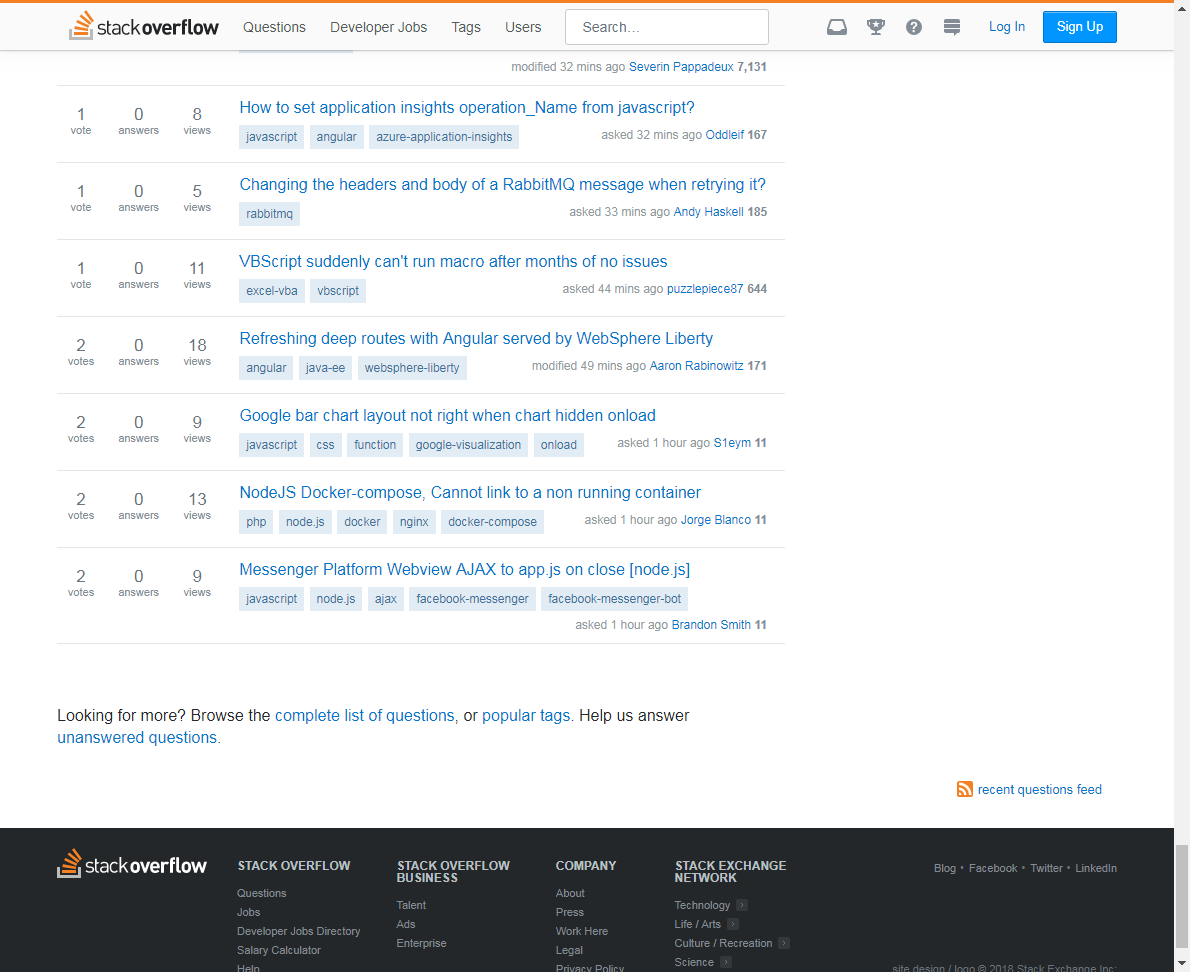 stack overflow Questions Developer Jobs Tags Users Search... Log In Sign Up
modified 32 mins ago Severin Pappadeux 7,131
1 0 8 How to set application insights operation_Name from javascript?
vote answers views javascript angular azure-application-insights asked 32 mins ago Oddleif 167
1 0 5 Changing the headers and body of a RabbitMQ message when retrying it?
vote answers views rabbitmq asked 33 mins ago Andy Haskell 185
1 0 11 VBScript suddenly can't run macro after months of no issues
vote answers views excel-vba vbscript asked 44 mins ago puzzlepiece87 644
2 0 18 Refreshing deep routes with Angular served by WebSphere Liberty
votes answers views angular java-ee websphere-liberty modified 49 mins ago Aaron Rabinowitz 171
2 0 9 Google bar chart layout not right when chart hidden onload
votes answers views javascript css function google-visualization onload asked 1 hour ago S1eym 11
2 0 13 NodeJS Docker-compose, Cannot link to a non running container
votes answers views php node.js docker nginx docker-compose asked 1 hour ago Jorge Blanco 11
2 0 9 Messenger Platform Webview AJAX to app.js on close [node.js]
votes answers views javascript node.js ajax facebook-messenger facebook-messenger-bot
asked 1 hour ago Brandon Smith 11
Looking for more? Browse the complete list of questions, or popular tags. Help us answer
unanswered questions.
recent questions feed
stack overflow
STACK OVERFLOW
Questions
Jobs
Developer Jobs Directory
Salary Calculator
Help
STACK OVERFLOW
BUSINESS
Talent
Ads
Enterprise
COMPANY
About
Press
Work Here
Legal
Privacy Policy
STACK EXCHANGE
NETWORK
Technology
Life / Arts
Culture / Recreation
Science
Blog • Facebook • Twitter • LinkedIn
site design / logo © 2018 Stack Exchange Inc;